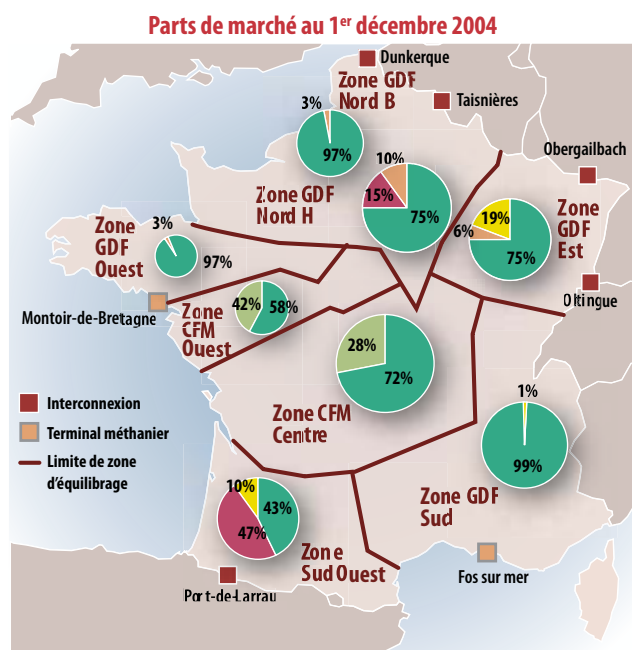 Parts de marché au 1er décembre 2004
Dunkerque
Zone GDF
Nord B
Taisnières
3%
97%
Obergailbach
10%
15%
75%
Zone GDF
Nord H
19%
6%
75%
Zone
GDF
Est
Zone
GDF
Ouest
3%
97%
Oltingue
Montoir-de-Bretagne
Zone
CFM
Ouest
42%
58%
28%
72%
Zone CFM
Centre
1%
99%
Interconnexion
Terminal méthanier
Limite de zone
d'équilibrage
Zone GDF
Sud
10%
43%
47%
Zone
Sud Ouest
Port-de-Larrau
Fos sur mer